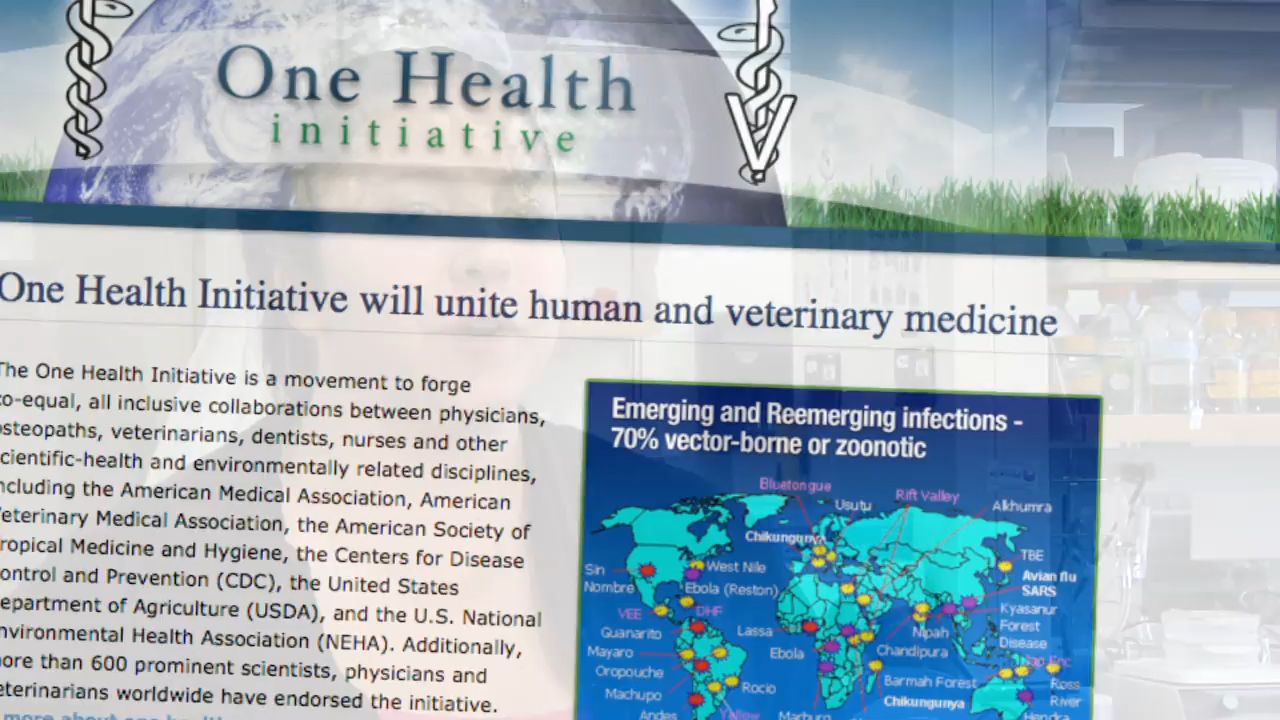 One Health
initiative
V
One Health Initiative will unite human and veterinary medicine
The One Health Initiative is a movement to forge
co-equal, all inclusive collaborations between physicians,
osteopaths, veterinarians, dentists, nurses and other
scientific-health and environmentally related disciplines,
including the American Medical Association, American
Veterinary Medical Association, the American Society of
Tropical Medicine and Hygiene, the Centers for Disease
Control and Prevention (CDC), the United States
Department of Agriculture (USDA), and the U.S. National
Environmental Health Association (NEHA). Additionally,
more than 600 prominent scientists, physicians and
veterinarians worldwide have endorsed the initiative.
Emerging and Reemerging infections -
70% vector-borne or zoonotic
Bluetongue
Usutu
Rift Valley
Alkhumra
Chikungunya
TBE
Sin
Nombre
West Nile
Ebola (Reston)
Avian flu
SARS
VEE
DHF
Kyasanur
Forest
Disease
Guanarito
Lassa
Nipah
Mayaro
Ebola
Chandipura
Jap Enc
Oropouche
Barmah Forest
Ross
River
Machupo
Rocio
Chikungunya
Andes
Yellow
Marburg
Hendra